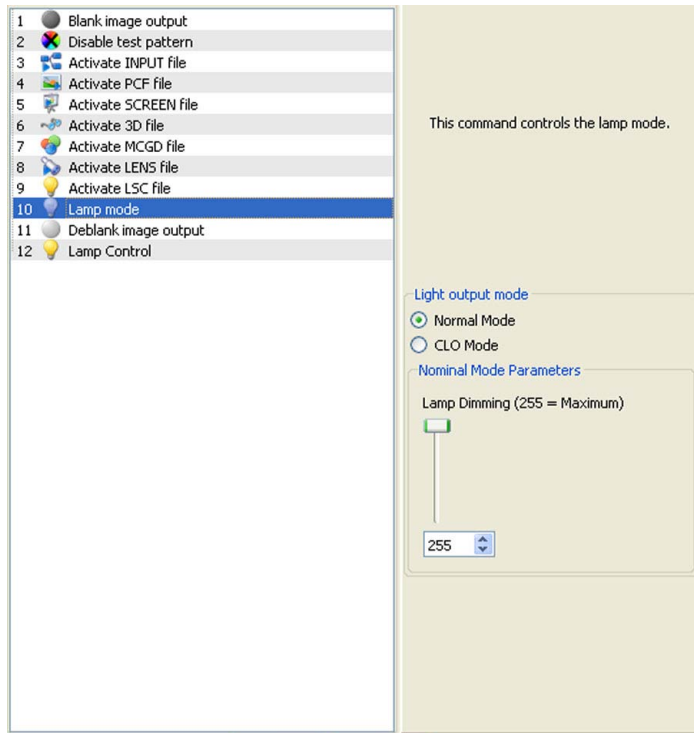 1 Blank image output
2 Disable test pattern
3 Activate INPUT file
4 Activate PCF file
5 Activate SCREEN file
6 Activate 3D file
7 Activate MCGD file
8 Activate LENS file
9 Activate LSC file
10 Lamp mode
11 Deblank image output
12 Lamp Control
This command controls the lamp mode.
Light output mode
Normal Mode
CLO Mode
Nominal Mode Parameters
Lamp Dimming (255 = Maximum)
255